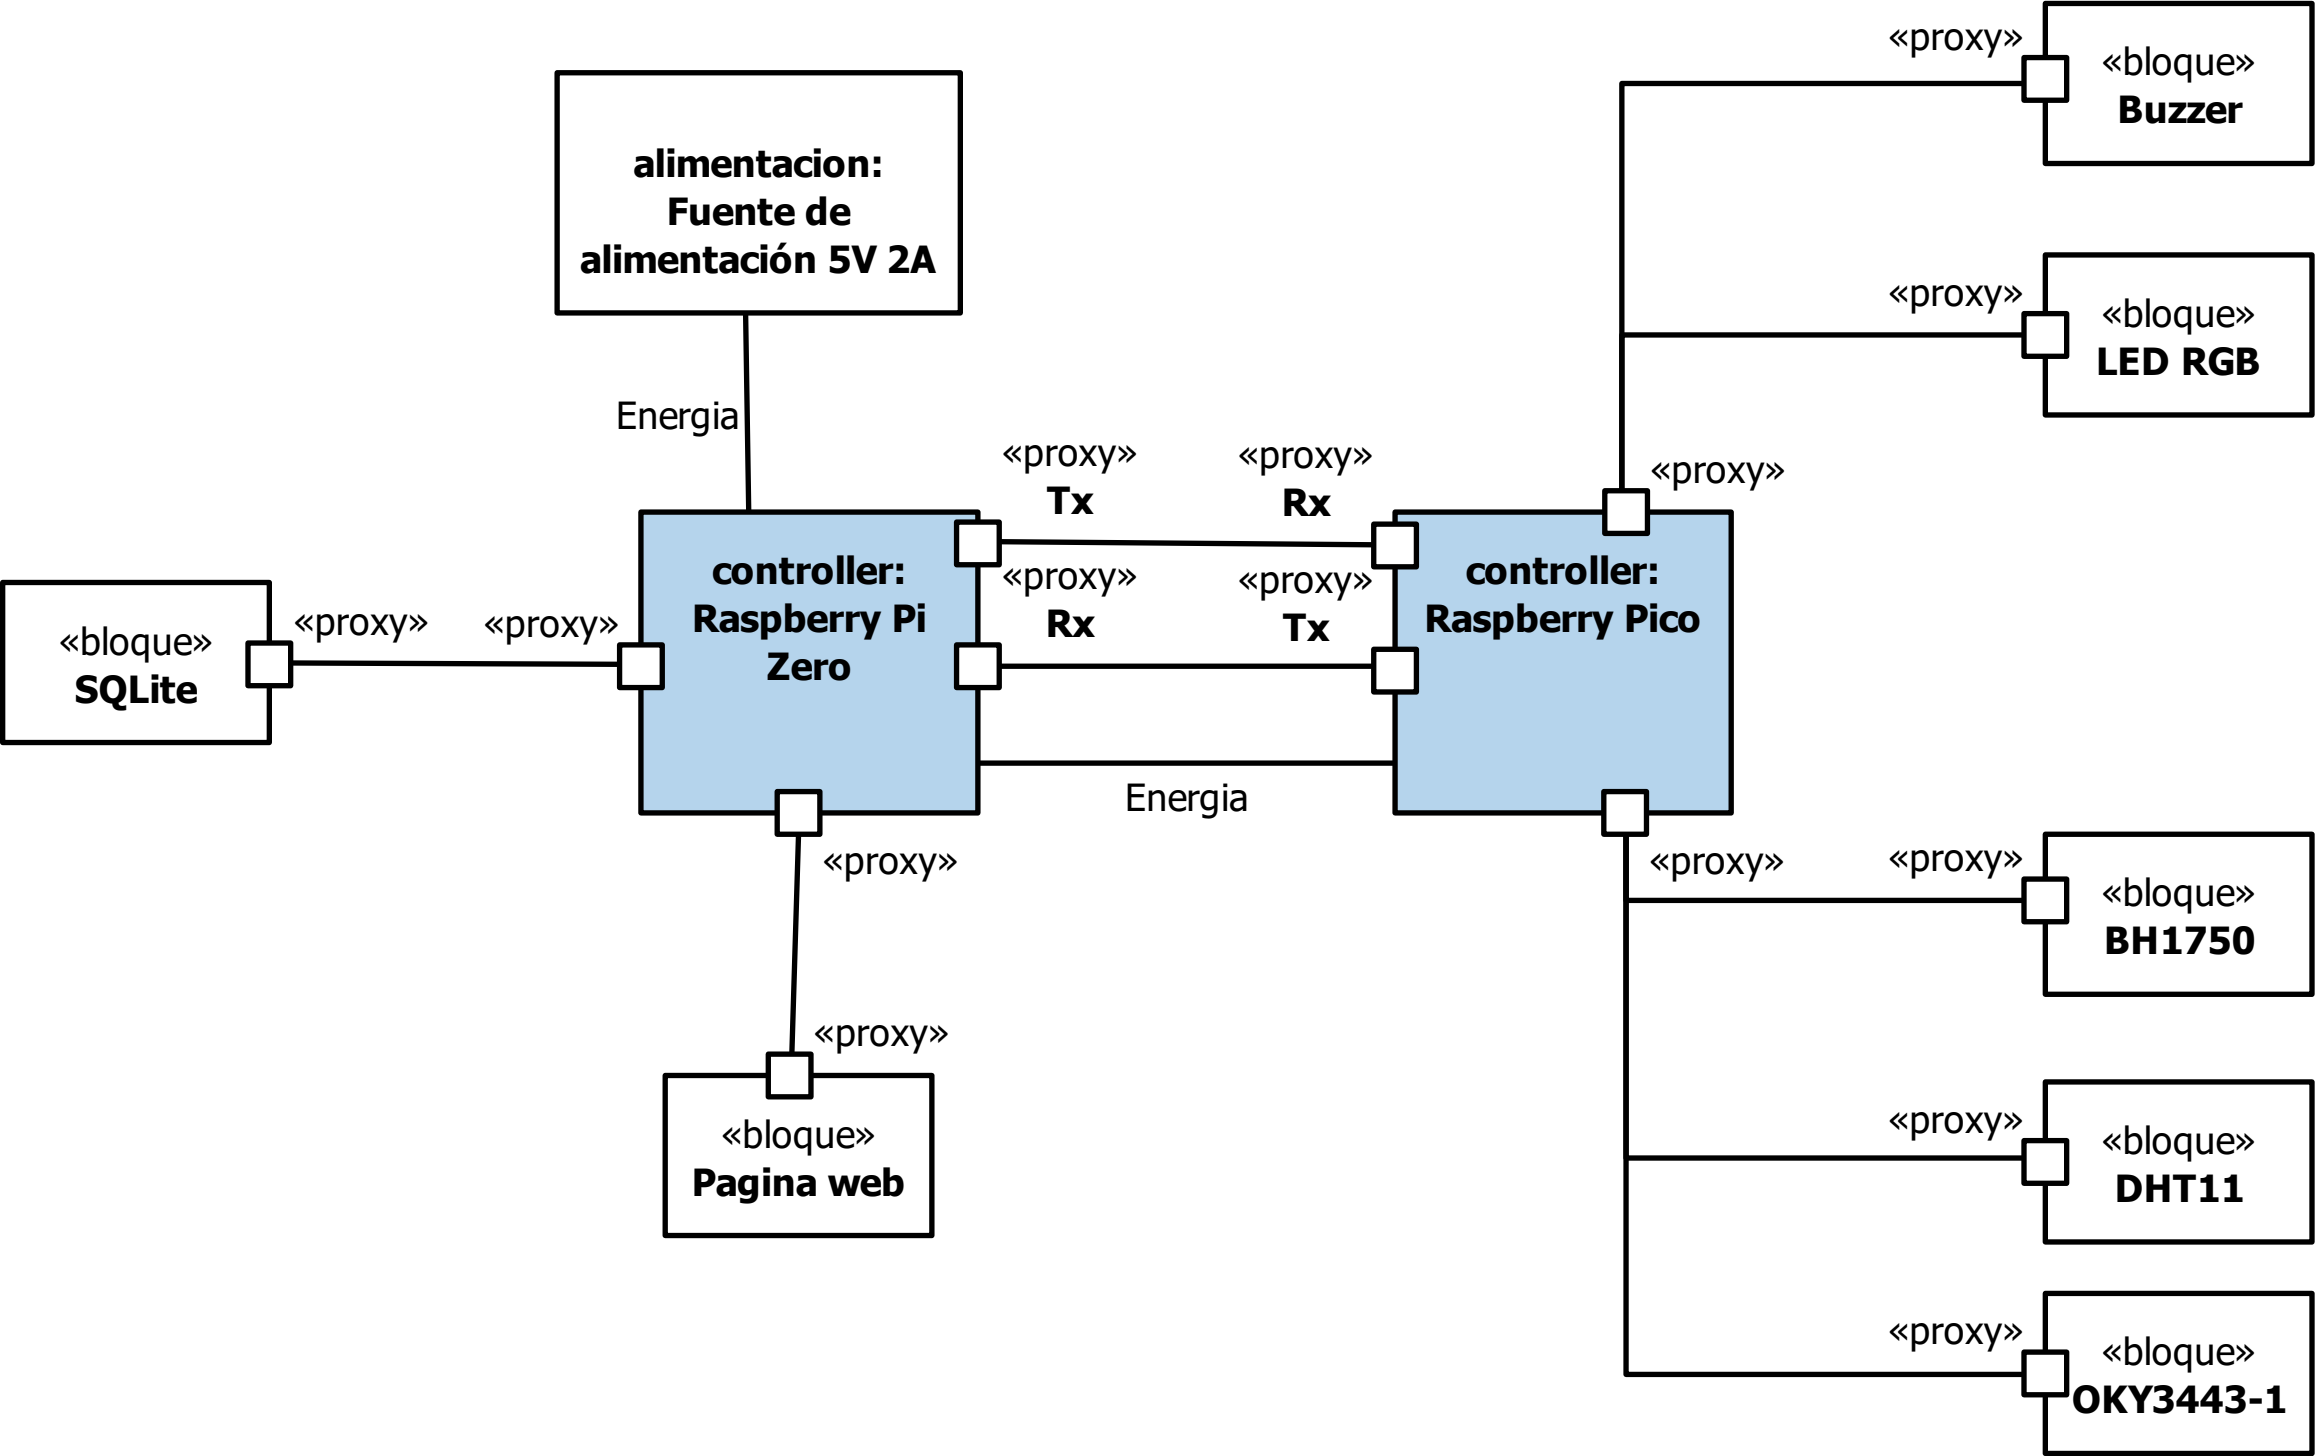 «proxy»
«bloque»
Buzzer
alimentacion:
Fuente de
alimentación 5V 2A
«proxy»
«bloque»
LED RGB
Energia
«proxy»
Tx
«proxy»
Rx
«proxy»
controller:
Raspberry Pi
Zero
«proxy»
Rx
«proxy»
Tx
controller:
Raspberry Pico
«bloque»
SQLite
«proxy»
«proxy»
Energia
«proxy»
«proxy»
«proxy»
«bloque»
BH1750
«proxy»
«bloque»
Pagina web
«proxy»
«bloque»
DHT11
«proxy»
«bloque»
OKY3443-1